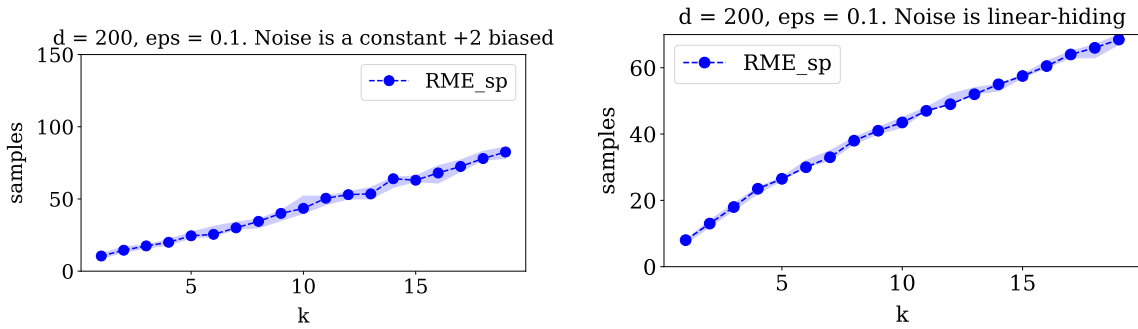 d = 200, eps = 0.1. Noise is a constant +2 biased
150
100
50
0
samples
RME_sp
5
10
15
k
d = 200, eps = 0.1. Noise is linear-hiding
60
40
20
0
samples
RME_sp
5
10
15
k